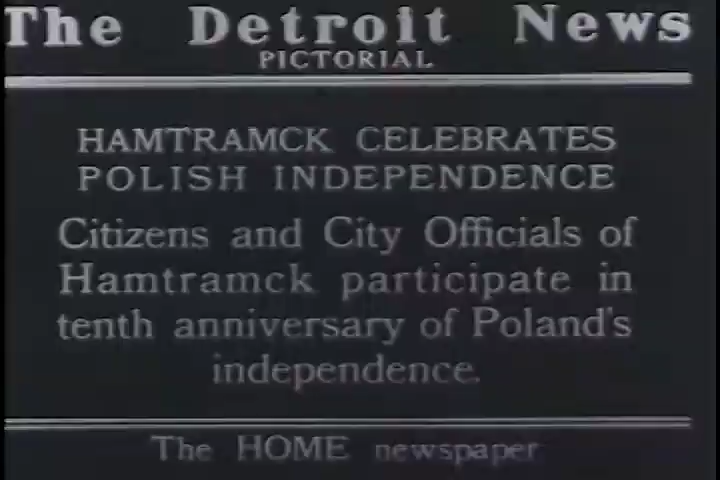 The Detroit News
PICTORIAL
HAMTRAMCK CELEBRATES
POLISH INDEPENDENCE
Citizens and City Officials of
Hamtramck participate in
tenth anniversary of Poland's
independence.
The HOME newspaper